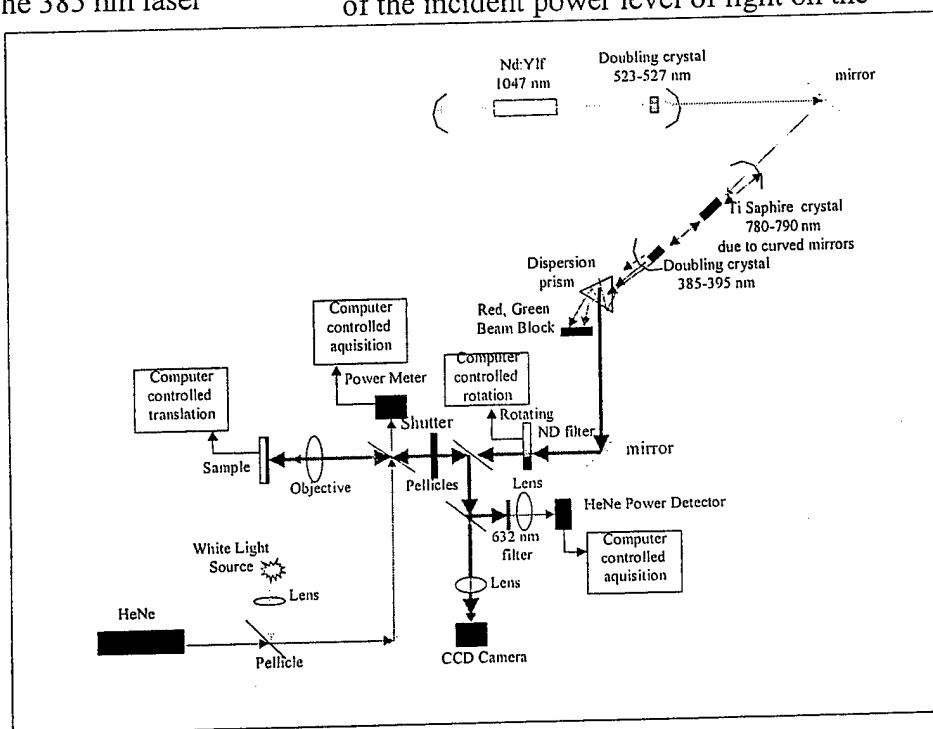 he 385 nm laser
of the incident power level of light on the
Nd:Ylf
1047 nm
Doubling crystal
523-527 nm
mirror
Ti Saphire crystal
780-790 nm
due to curved mirrors
Doubling crystal
385-395 nm
Dispersion
prism
Red, Green
Beam Block
Computer
controlled
aquisition
Power Meter
Computer
controlled
rotation
Computer
controlled
translation
Shutter
Rotating
ND filter
mirror
Sample
Objective
Pellicles
Lens
HeNe Power Detector
632 nm
filter
Computer
controlled
aquisition
White Light
Source
Lens
Lens
HeNe
Pellicle
CCD Camera